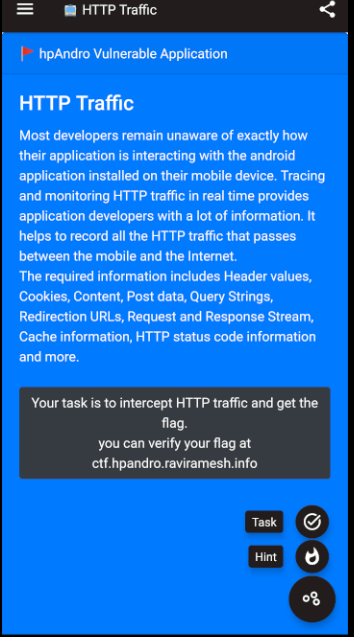 HTTP Traffic
hpAndro Vulnerable Application
HTTP Traffic
Most developers remain unaware of exactly how
their application is interacting with the android
application installed on their mobile device. Tracing
and monitoring HTTP traffic in real time provides
application developers with a lot of information. It
helps to record all the HTTP traffic that passes
between the mobile and the Internet.
The required information includes Header values,
Cookies, Content, Post data, Query Strings,
Redirection URLs, Request and Response Stream,
Cache information, HTTP status code information
and more.
Your task is to intercept HTTP traffic and get the
flag.
you can verify your flag at
ctf.hpandro.raviramesh.info
Task
Hint